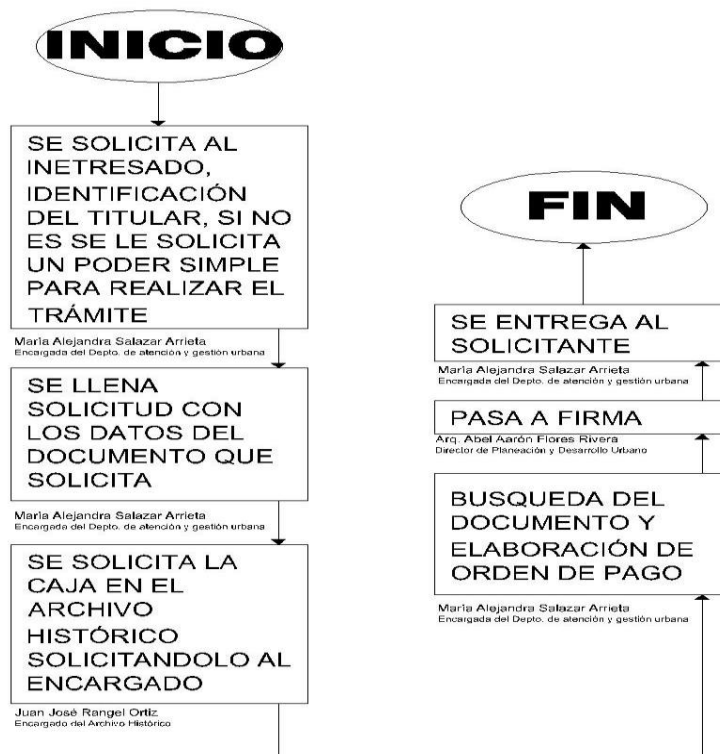 INICIO
SE SOLICITA AL
INETRESADO,
IDENTIFICACIÓN
DEL TITULAR, SI NO
ES SE LE SOLICITA
UN PODER SIMPLE
PARA REALIZAR EL
TRÁMITE
María Alejandra Salazar Arrieta
Encargada del Depto. de atención y gestión urbana
SE LLENA
SOLICITUD CON
LOS DATOS DEL
DOCUMENTO QUE
SOLICITA
María Alejandra Salazar Arrieta
Encargada del Depto. de atención y gestión urbana
SE SOLICITA LA
CAJA EN EL
ARCHIVO
HISTÓRICO
SOLICITANDOLO AL
ENCARGADO
Juan José Rangel Ortiz
Encargado del Archivo Histórico
BUSQUEDA DEL
DOCUMENTO Y
ELABORACIÓN DE
ORDEN DE PAGO
María Alejandra Salazar Arrieta
Encargada del Depto. de atención y gestión urbana
PASA A FIRMA
Arq. Abel Aarón Flores Rivera
Director de Planeación y Desarrollo Urbano
SE ENTREGA AL
SOLICITANTE
María Alejandra Salazar Arrieta
Encargada del Depto. de atención y gestión urbana
FIN